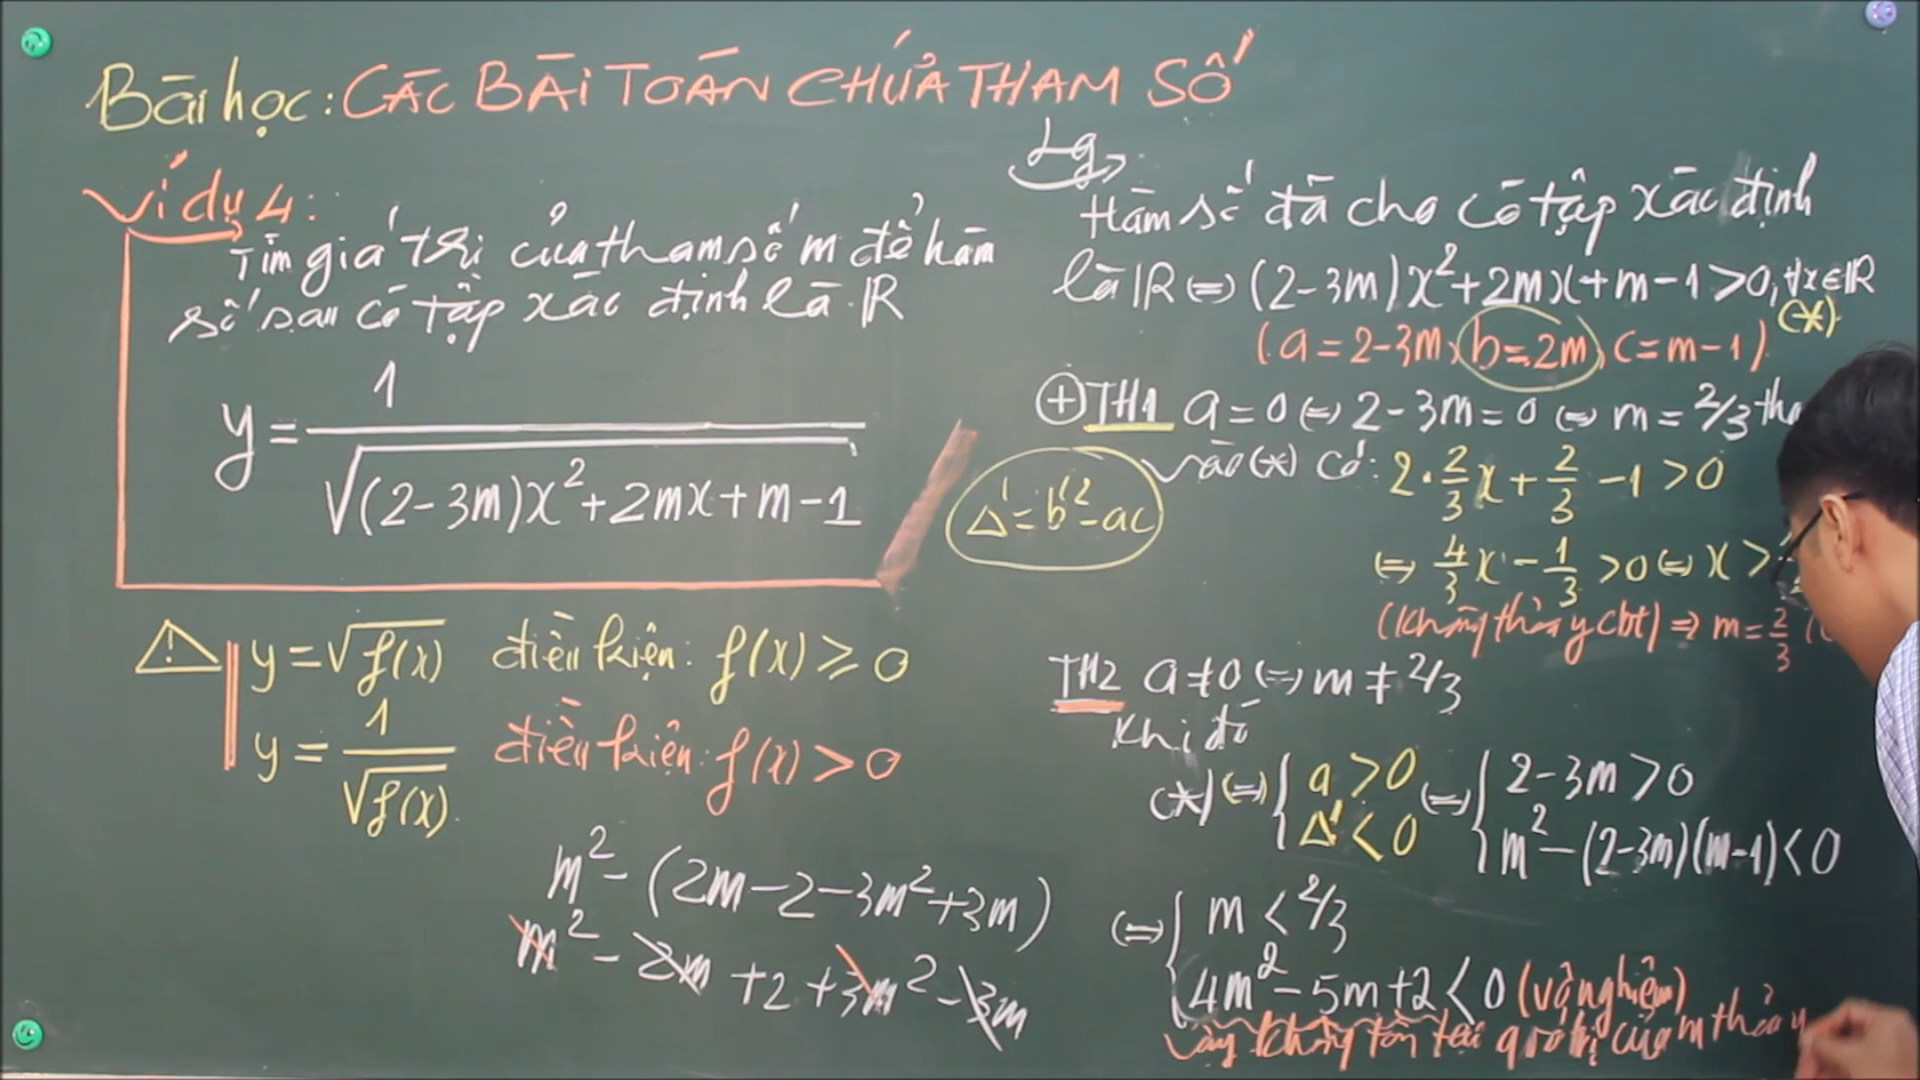 Bài học: CÁC BÀI TOÁN CHỨA THAM SỐ
Ví dụ 4:
Tìm giá trị của tham số m để hàm
số sau có tập xác định là ℝ
y = 1/√((2-3m)x²+2mx+m-1)
⚠ y = √f(x) điều kiện: f(x) ≥ 0
y = 1/√f(x) điều kiện: f(x) > 0
m² - (2m-2-3m²+3m)
m² - 2m + 2 + 3m² - 3m
Lg
Hàm số đã cho có tập xác định
là ℝ ⇔ (2-3m)x²+2mx+m-1>0, ∀x∈ℝ
(*)
(a=2-3m, b=2m, c=m-1)
⊕ TH1 a=0 ⇔ 2-3m=0 ⇔ m=2/3
vào (*) có: 2·2/3x + 2/3 - 1 > 0
Δ' = b'² - ac
⇔ 4/3x - 1/3 > 0 ⇔ x >
(Không thỏa ycbt) ⇒ m = 2/3
TH2 a≠0 ⇔ m≠2/3
Khi đó
(*) ⇔ { a > 0 ⇔ { 2-3m > 0
Δ' < 0 m² - (2-3m)(m-1) < 0
⇔ { m < 2/3
4m² - 5m + 2 < 0 (vô nghiệm)
Vậy không tồn tại giá trị của m thỏa